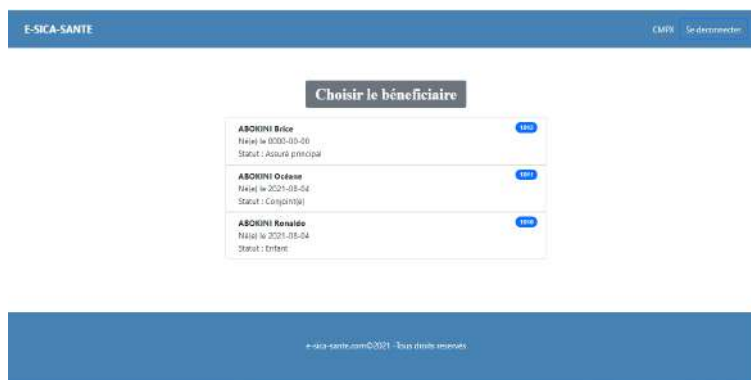 E-SICA-SANTE
CMPX Se deconnecter
Choisir le béneficiaire
ABOKINI Brice
Né(e) le 0000-00-00
Statut : Assuré principal
ABOKINI Océane
Né(e) le 2021-08-04
Statut : Conjoint(e)
ABOKINI Ronaldo
Né(e) le 2021-08-04
Statut : Enfant
e-sica-sante.com©2021 -Tous droits reservés